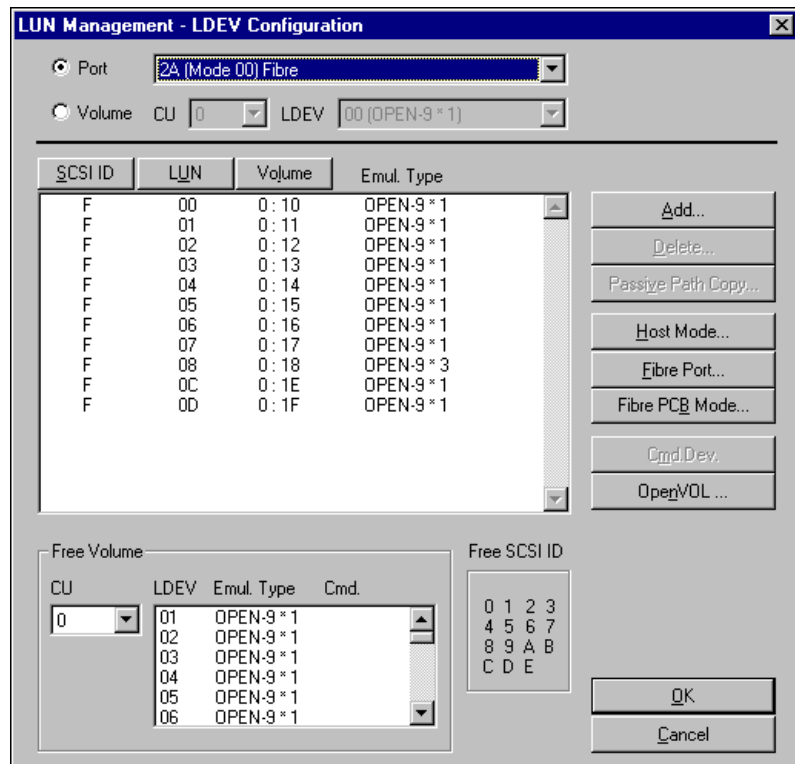 LUN Management - LDEV Configuration
Port 2A (Mode 00) Fibre
Volume CU 0 LDEV 00 (OPEN-9 * 1)
SCSI ID LUN Volume Emul. Type
F 00 0 : 10 OPEN-9 * 1
F 01 0 : 11 OPEN-9 * 1
F 02 0 : 12 OPEN-9 * 1
F 03 0 : 13 OPEN-9 * 1
F 04 0 : 14 OPEN-9 * 1
F 05 0 : 15 OPEN-9 * 1
F 06 0 : 16 OPEN-9 * 1
F 07 0 : 17 OPEN-9 * 1
F 08 0 : 18 OPEN-9 * 3
F 0C 0 : 1E OPEN-9 * 1
F 0D 0 : 1F OPEN-9 * 1
Add...
Delete...
Passive Path Copy...
Host Mode...
Fibre Port...
Fibre PCB Mode...
Cmd.Dev.
OpenVOL ...
Free Volume
CU LDEV Emul. Type Cmd.
0
01 OPEN-9 * 1
02 OPEN-9 * 1
03 OPEN-9 * 1
04 OPEN-9 * 1
05 OPEN-9 * 1
06 OPEN-9 * 1
Free SCSI ID
0 1 2 3
4 5 6 7
8 9 A B
C D E
OK
Cancel